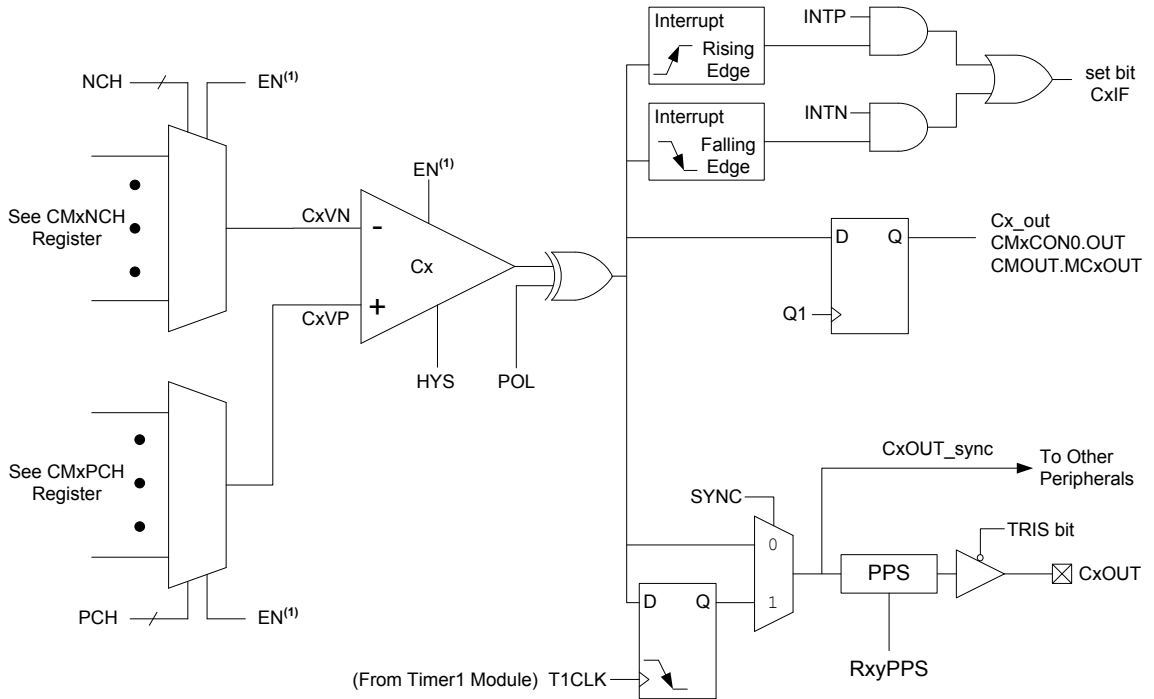 NCH
EN(1)
See CMxNCH
Register
CxVN
-
EN(1)
Cx
+
CxVP
HYS
POL
See CMxPCH
Register
PCH
EN(1)
Interrupt
Rising
Edge
INTP
Interrupt
Falling
Edge
INTN
set bit
CxIF
D
Q
Q1
Cx_out
CMxCON0.OUT
CMOUT.MCxOUT
CxOUT_sync
To Other
Peripherals
SYNC
0
1
TRIS bit
PPS
CxOUT
RxyPPS
D
Q
(From Timer1 Module) T1CLK